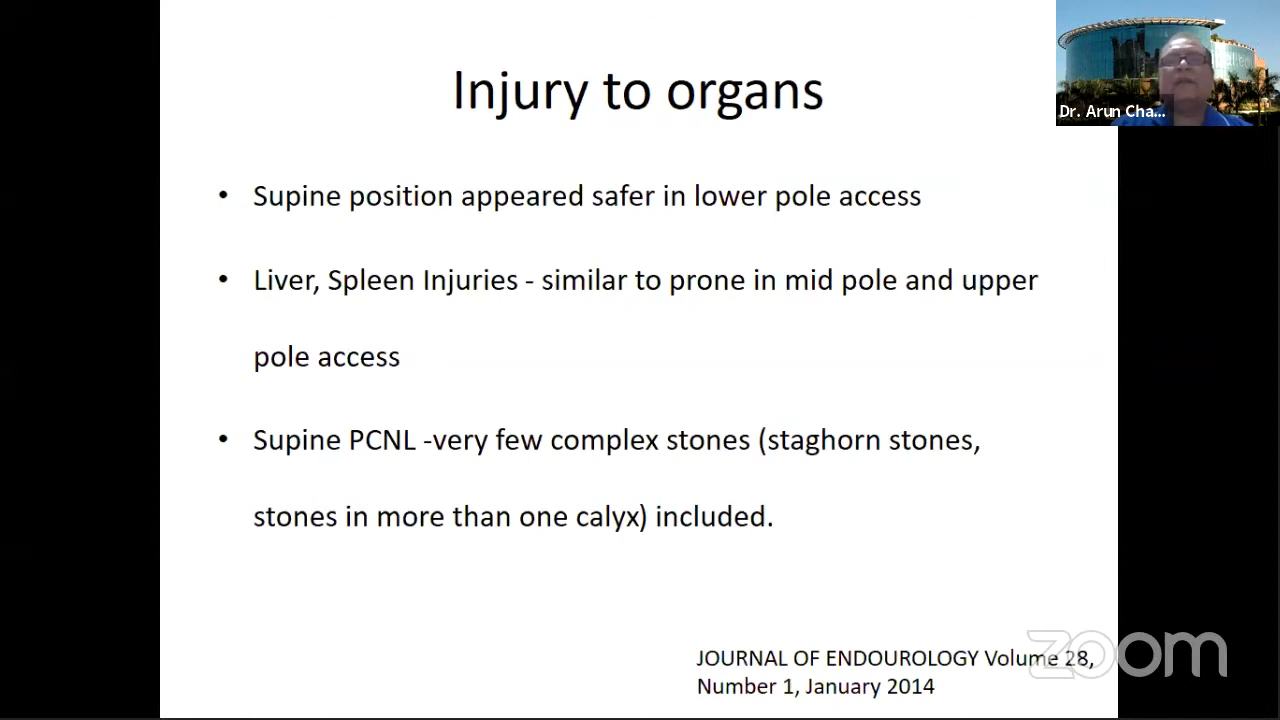 Injury to organs
Dr. Arun Cha...
• Supine position appeared safer in lower pole access
• Liver, Spleen Injuries - similar to prone in mid pole and upper
pole access
• Supine PCNL -very few complex stones (staghorn stones,
stones in more than one calyx) included.
JOURNAL OF ENDOUROLOGY Volume 28,
Number 1, January 2014
zoom